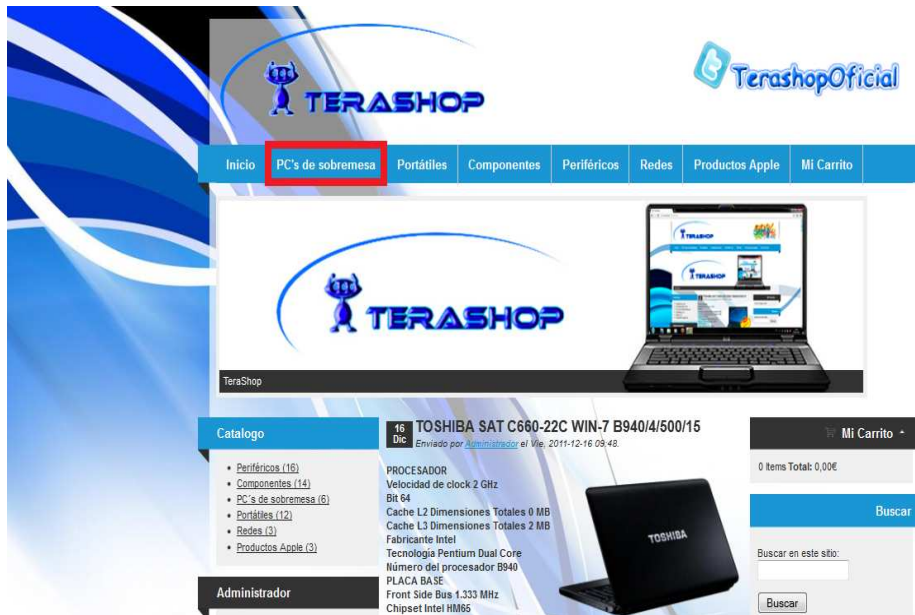 TERASHOP
TerashopOficial
Inicio PC's de sobremesa Portátiles Componentes Periféricos Redes Productos Apple Mi Carrito
TERASHOP
TERASHOP
TERASHOP
TeraShop
Catalogo
Periféricos (16)
Componentes (14)
PC´s de sobremesa (6)
Portátiles (12)
Redes (3)
Productos Apple (3)
Administrador
16 Dic
TOSHIBA SAT C660-22C WIN-7 B940/4/500/15
Enviado por Administrador el Vie, 2011-12-16 09:48.
PROCESADOR
Velocidad de clock 2 GHz
Bit 64
Cache L2 Dimensiones Totales 0 MB
Cache L3 Dimensiones Totales 2 MB
Fabricante Intel
Tecnología Pentium Dual Core
Número del procesador B940
PLACA BASE
Front Side Bus 1.333 MHz
Chipset Intel HM65
TOSHIBA
Mi Carrito
0 Items Total: 0,00€
Buscar
Buscar en este sitio:
Buscar